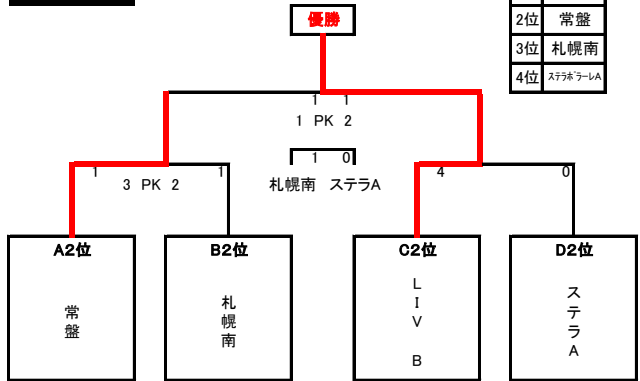 優勝
2位 常盤
3位 札幌南
4位 ｽﾃﾗﾎﾞﾗｰﾚA
1 1
1 PK 2
1 0
札幌南 ステラA
1 1
3 PK 2
4 0
A2位 B2位 C2位 D2位
常盤
札幌南
LIV B
ステラA